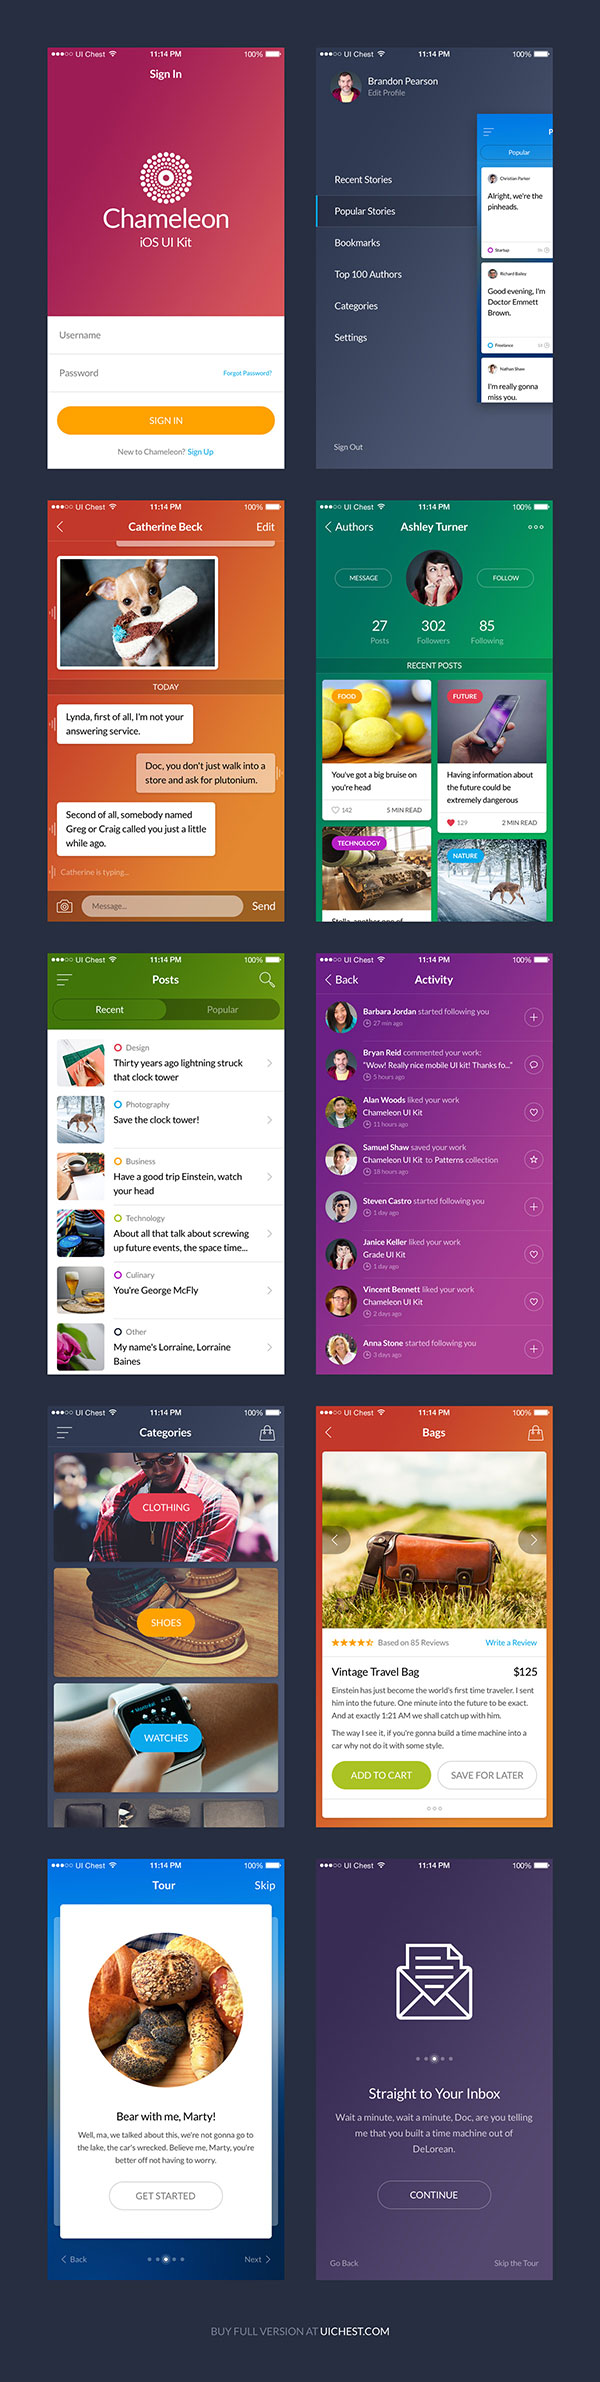 UI Chest 11:14 PM 100%
Sign In
Chameleon
iOS UI Kit
Username
Password Forgot Password?
SIGN IN
New to Chameleon? Sign Up
UI Chest 11:14 PM 100%
Brandon Pearson
Edit Profile
Recent Stories
Popular Stories
Bookmarks
Top 100 Authors
Categories
Settings
Sign Out
P
Popular
Christian Parker
Alright, we're the
pinheads.
Startup
Richard Bailey
Good evening, I'm
Doctor Emmett
Brown.
Freelance
Nathan Shaw
I'm really gonna
miss you.
UI Chest 11:14 PM 100%
Catherine Beck Edit
TODAY
Lynda, first of all, I'm not your
answering service.
Doc, you don't just walk into a
store and ask for plutonium.
Second of all, somebody named
Greg or Craig called you just a little
while ago.
Catherine is typing...
Message... Send
UI Chest 11:14 PM 100%
Authors Ashley Turner
MESSAGE FOLLOW
27 302 85
Posts Followers Following
RECENT POSTS
FOOD
You've got a big bruise on
you're head
142 5 MIN READ
FUTURE
Having information about
the future could be
extremely dangerous
129 2 MIN READ
TECHNOLOGY
Stella, another one of
NATURE
UI Chest 11:14 PM 100%
Posts
Recent Popular
Design
Thirty years ago lightning struck
that clock tower
Photography
Save the clock tower!
Business
Have a good trip Einstein, watch
your head
Technology
About all that talk about screwing
up future events, the space time...
Culinary
You're George McFly
Other
My name's Lorraine, Lorraine
Baines
UI Chest 11:14 PM 100%
Back Activity
Barbara Jordan started following you
27 min ago
Bryan Reid commented your work:
"Wow! Really nice mobile UI kit! Thanks fo..."
5 hours ago
Alan Woods liked your work
Chameleon UI Kit
11 hours ago
Samuel Shaw saved your work
Chameleon UI Kit to Patterns collection
18 hours ago
Steven Castro started following you
1 day ago
Janice Keller liked your work
Grade UI Kit
1 day ago
Vincent Bennett liked your work
Chameleon UI Kit
2 days ago
Anna Stone started following you
3 days ago
UI Chest 11:14 PM 100%
Categories
CLOTHING
SHOES
WATCHES
UI Chest 11:14 PM 100%
Bags
Based on 85 Reviews Write a Review
Vintage Travel Bag $125
Einstein has just become the world's first time traveler. I sent
him into the future. One minute into the future to be exact.
And at exactly 1:21 AM we shall catch up with him.
The way I see it, if you're gonna build a time machine into a
car why not do it with some style.
ADD TO CART SAVE FOR LATER
UI Chest 11:14 PM 100%
Tour Skip
Bear with me, Marty!
Well, ma, we talked about this, we're not gonna go to
the lake, the car's wrecked. Believe me, Marty, you're
better off not having to worry.
GET STARTED
Back Next
UI Chest 11:14 PM 100%
Straight to Your Inbox
Wait a minute, wait a minute, Doc, are you telling
me that you built a time machine out of
DeLorean.
CONTINUE
Go Back Skip the Tour
BUY FULL VERSION AT UICHEST.COM